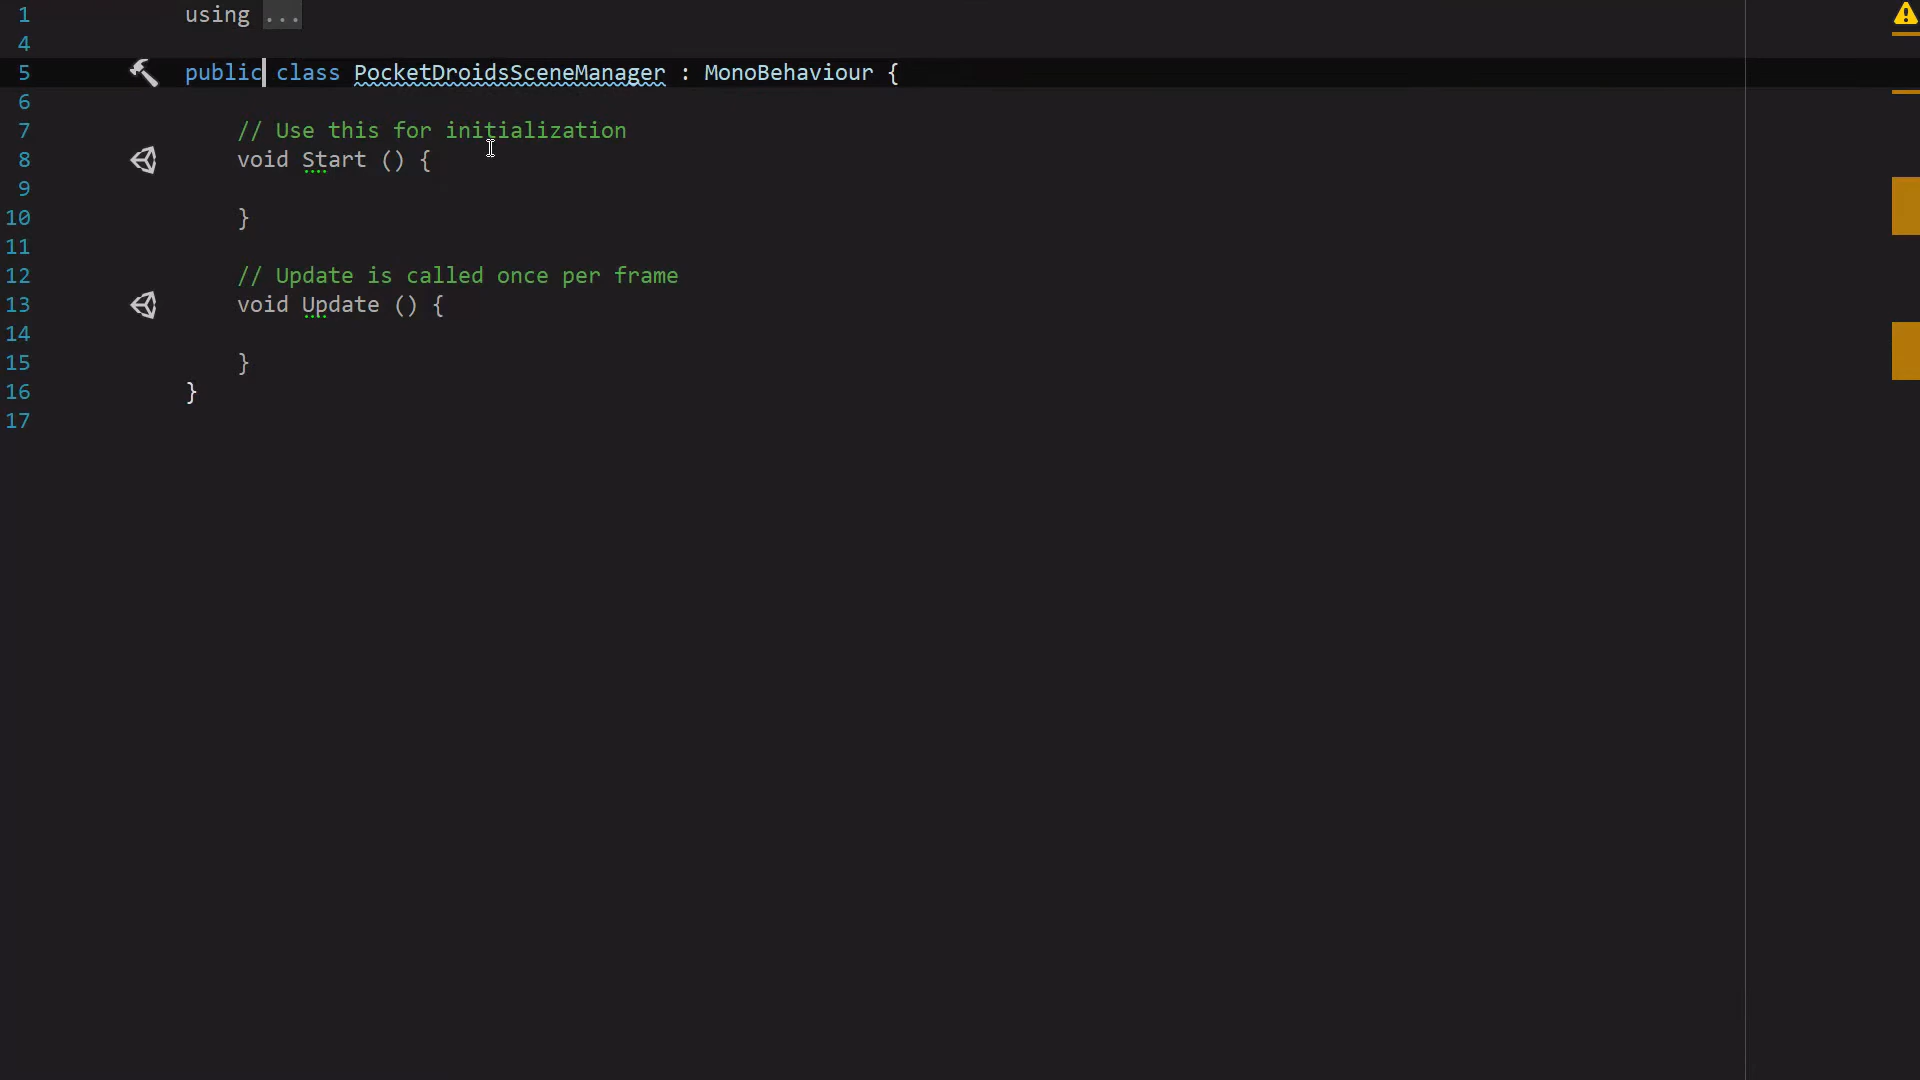 1 using ...
4
5 public class PocketDroidsSceneManager : MonoBehaviour {
6
7 // Use this for initialization
8 void Start () {
9
10 }
11
12 // Update is called once per frame
13 void Update () {
14
15 }
16 }
17